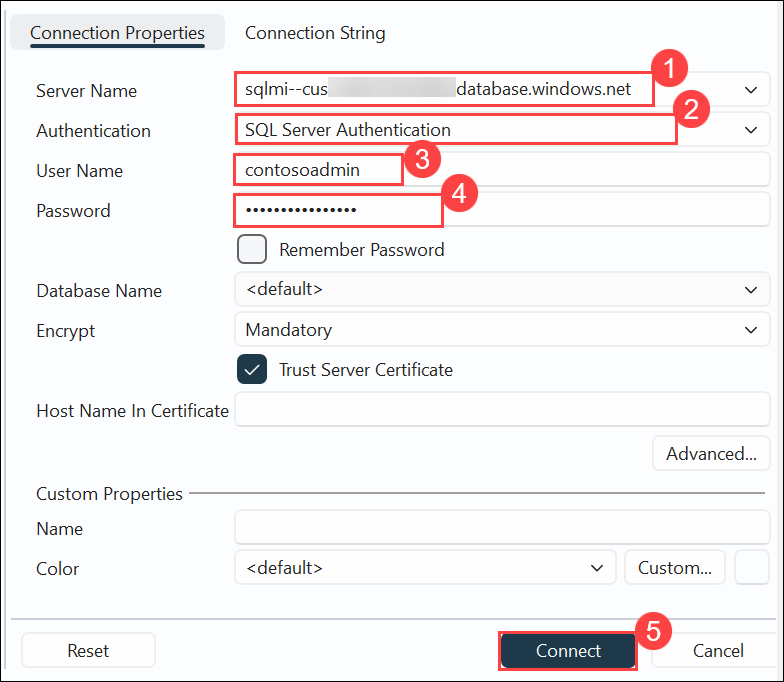 Connection Properties Connection String
Server Name sqlmi--cus database.windows.net 1
Authentication SQL Server Authentication 2
User Name contosoadmin 3
Password •••••••••••••••• 4
Remember Password
Database Name <default>
Encrypt Mandatory
Trust Server Certificate
Host Name In Certificate
Advanced...
Custom Properties
Name
Color <default> Custom...
Reset Connect 5 Cancel